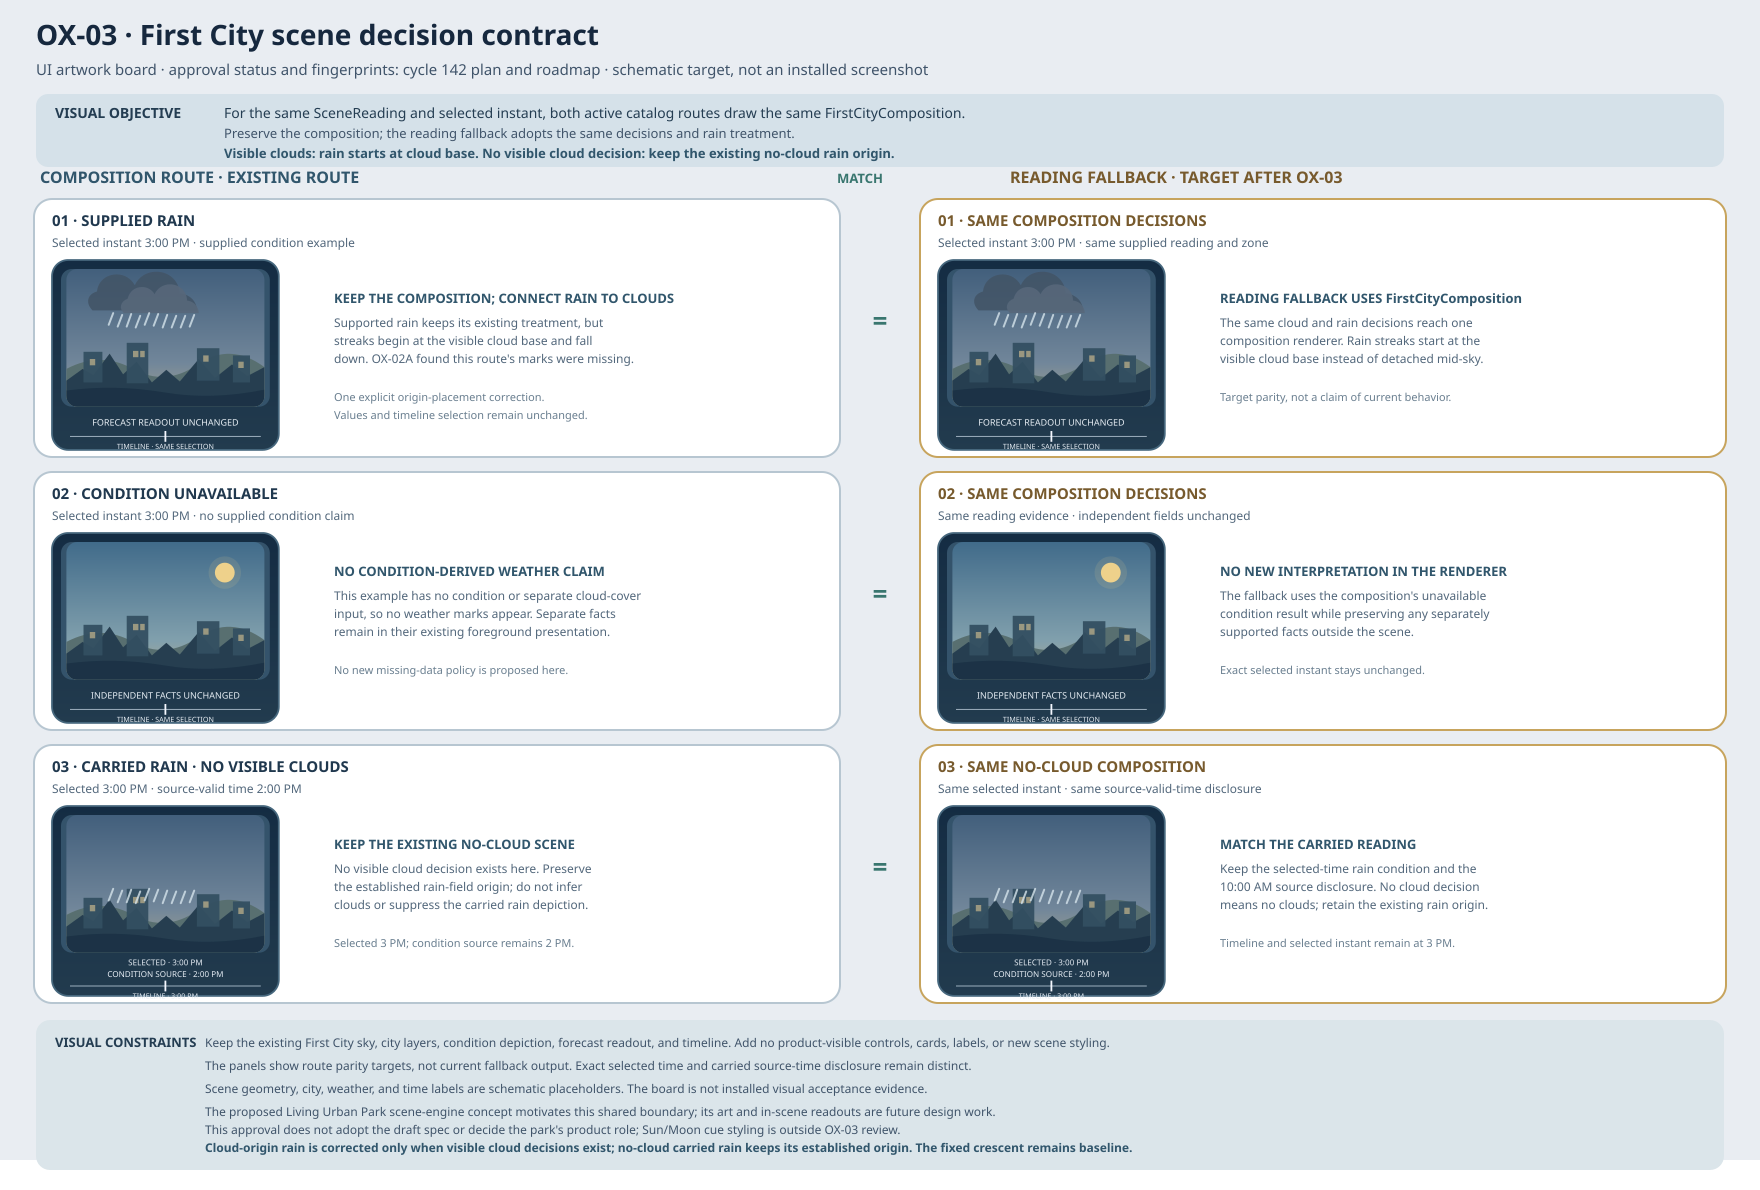 OX-03 · First City scene decision contract
UI artwork board · approval status and fingerprints: cycle 142 plan and roadmap · schematic target, not an installed screenshot
VISUAL OBJECTIVE
For the same SceneReading and selected instant, both active catalog routes draw the same FirstCityComposition.
Preserve the composition; the reading fallback adopts the same decisions and rain treatment.
Visible clouds: rain starts at cloud base. No visible cloud decision: keep the existing no-cloud rain origin.
COMPOSITION ROUTE · EXISTING ROUTE
MATCH
READING FALLBACK · TARGET AFTER OX-03
01 · SUPPLIED RAIN
Selected instant 3:00 PM · supplied condition example
FORECAST READOUT UNCHANGED
TIMELINE · SAME SELECTION
KEEP THE COMPOSITION; CONNECT RAIN TO CLOUDS
Supported rain keeps its existing treatment, but
streaks begin at the visible cloud base and fall
down. OX-02A found this route's marks were missing.
One explicit origin-placement correction.
Values and timeline selection remain unchanged.
=
01 · SAME COMPOSITION DECISIONS
Selected instant 3:00 PM · same supplied reading and zone
FORECAST READOUT UNCHANGED
TIMELINE · SAME SELECTION
READING FALLBACK USES FirstCityComposition
The same cloud and rain decisions reach one
composition renderer. Rain streaks start at the
visible cloud base instead of detached mid-sky.
Target parity, not a claim of current behavior.
02 · CONDITION UNAVAILABLE
Selected instant 3:00 PM · no supplied condition claim
INDEPENDENT FACTS UNCHANGED
TIMELINE · SAME SELECTION
NO CONDITION-DERIVED WEATHER CLAIM
This example has no condition or separate cloud-cover
input, so no weather marks appear. Separate facts
remain in their existing foreground presentation.
No new missing-data policy is proposed here.
=
02 · SAME COMPOSITION DECISIONS
Same reading evidence · independent fields unchanged
INDEPENDENT FACTS UNCHANGED
TIMELINE · SAME SELECTION
NO NEW INTERPRETATION IN THE RENDERER
The fallback uses the composition's unavailable
condition result while preserving any separately
supported facts outside the scene.
Exact selected instant stays unchanged.
03 · CARRIED RAIN · NO VISIBLE CLOUDS
Selected 3:00 PM · source-valid time 2:00 PM
SELECTED · 3:00 PM
CONDITION SOURCE · 2:00 PM
TIMELINE · 3:00 PM
KEEP THE EXISTING NO-CLOUD SCENE
No visible cloud decision exists here. Preserve
the established rain-field origin; do not infer
clouds or suppress the carried rain depiction.
Selected 3 PM; condition source remains 2 PM.
=
03 · SAME NO-CLOUD COMPOSITION
Same selected instant · same source-valid-time disclosure
SELECTED · 3:00 PM
CONDITION SOURCE · 2:00 PM
TIMELINE · 3:00 PM
MATCH THE CARRIED READING
Keep the selected-time rain condition and the
10:00 AM source disclosure. No cloud decision
means no clouds; retain the existing rain origin.
Timeline and selected instant remain at 3 PM.
VISUAL CONSTRAINTS
Keep the existing First City sky, city layers, condition depiction, forecast readout, and timeline. Add no product-visible controls, cards, labels, or new scene styling.
The panels show route parity targets, not current fallback output. Exact selected time and carried source-time disclosure remain distinct.
Scene geometry, city, weather, and time labels are schematic placeholders. The board is not installed visual acceptance evidence.
The proposed Living Urban Park scene-engine concept motivates this shared boundary; its art and in-scene readouts are future design work.
This approval does not adopt the draft spec or decide the park's product role; Sun/Moon cue styling is outside OX-03 review.
Cloud-origin rain is corrected only when visible cloud decisions exist; no-cloud carried rain keeps its established origin. The fixed crescent remains baseline.